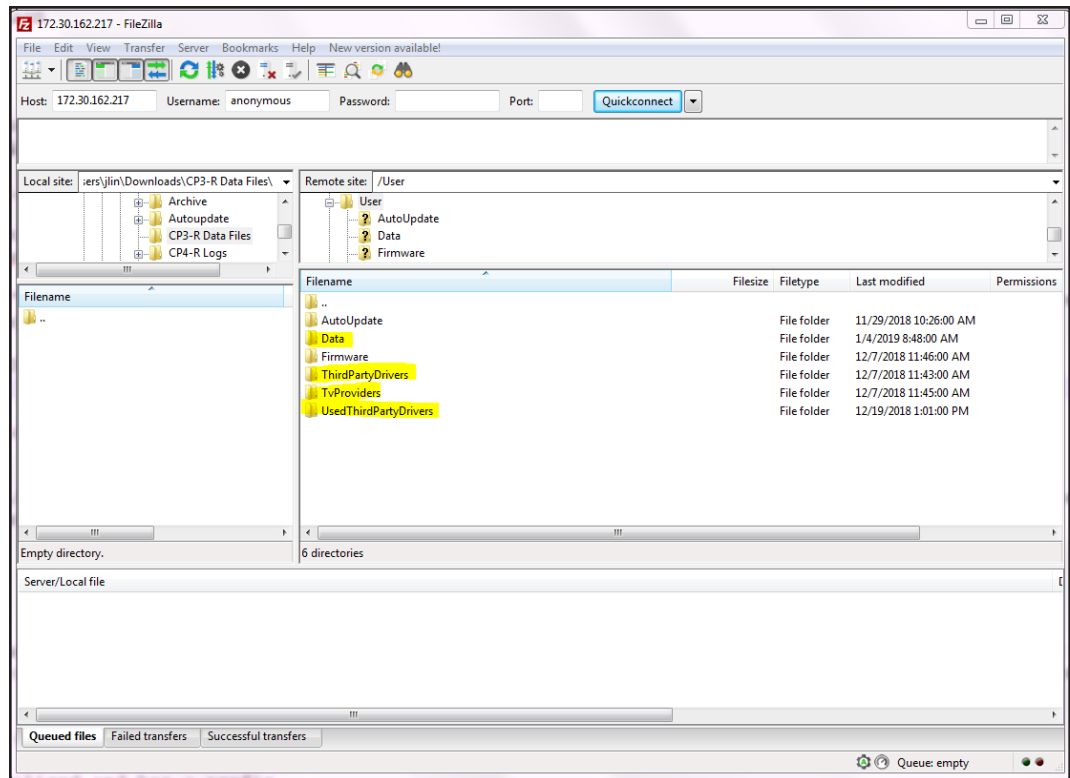 172.30.162.217 - FileZilla
File Edit View Transfer Server Bookmarks Help New version available!
Host: 172.30.162.217 Username: anonymous Password: Port: Quickconnect
Local site: :ers\jlin\Downloads\CP3-R Data Files\
Archive
Autoupdate
CP3-R Data Files
CP4-R Logs
Filename
..
Empty directory.
Remote site: /User
User
AutoUpdate
Data
Firmware
Filename Filesize Filetype Last modified Permissions
..
AutoUpdate File folder 11/29/2018 10:26:00 AM
Data File folder 1/4/2019 8:48:00 AM
Firmware File folder 12/7/2018 11:46:00 AM
ThirdPartyDrivers File folder 12/7/2018 11:43:00 AM
TvProviders File folder 12/7/2018 11:45:00 AM
UsedThirdPartyDrivers File folder 12/19/2018 1:01:00 PM
6 directories
Server/Local file
Queued files Failed transfers Successful transfers
Queue: empty